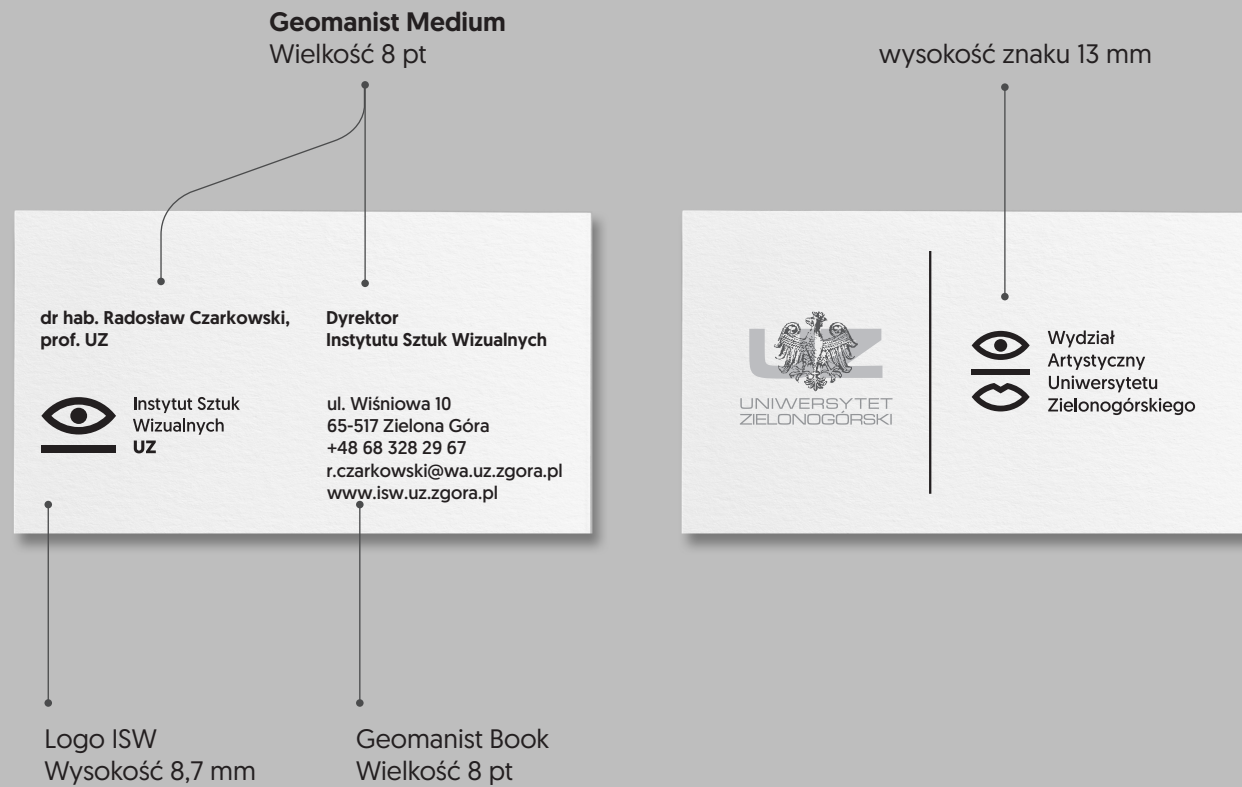 Geomanist Medium
Wielkość 8 pt
wysokość znaku 13 mm
dr hab. Radosław Czarkowski,
prof. UZ
Dyrektor
Instytutu Sztuk Wizualnych
Instytut Sztuk
Wizualnych
UZ
ul. Wiśniowa 10
65-517 Zielona Góra
+48 68 328 29 67
r.czarkowski@wa.uz.zgora.pl
www.isw.uz.zgora.pl
UZ
UNIWERSYTET
ZIELONOGÓRSKI
Wydział
Artystyczny
Uniwersytetu
Zielonogórskiego
Logo ISW
Wysokość 8,7 mm
Geomanist Book
Wielkość 8 pt